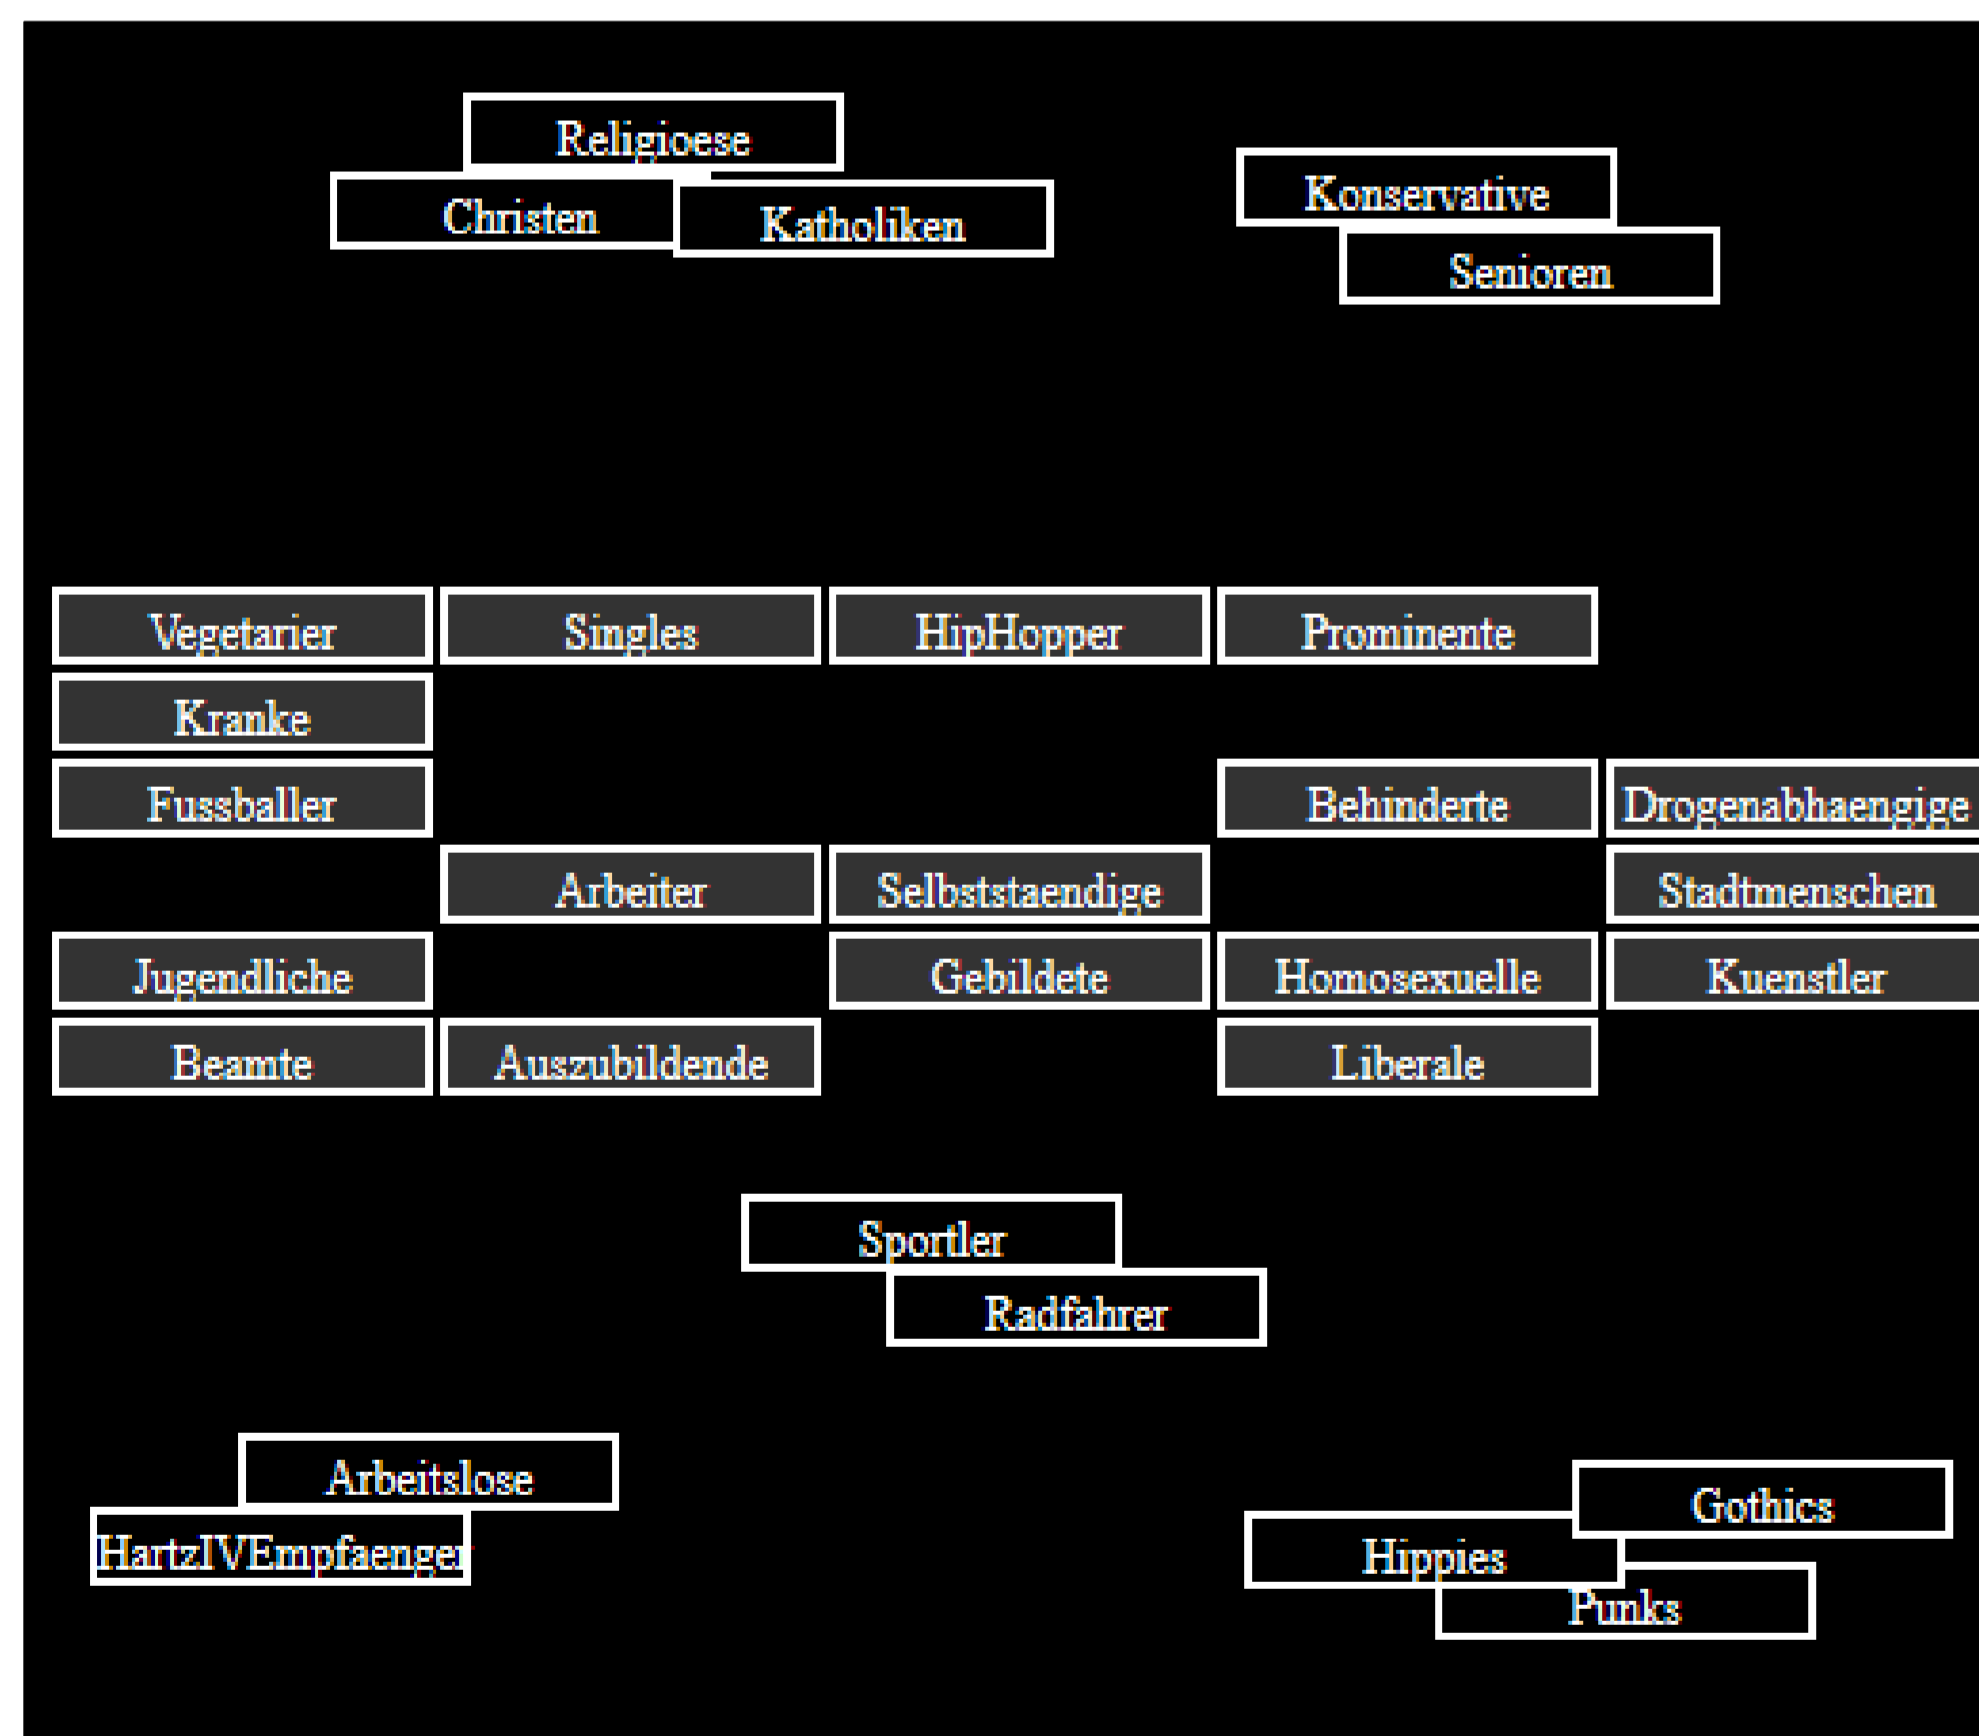 Religioese
Christen
Katholiken
Konservative
Senioren
Vegetarier Singles HipHopper Prominente
Kranke
Fussballer Behinderte Drogenabhaengige
Arbeiter Selbststaendige Stadtmenschen
Jugendliche Gebildete Homosexuelle Kuenstler
Beamte Auszubildende Liberale
Sportler
Radfahrer
Arbeitslose
HartzIVEmpfaenger
Gothics
Hippies
Punks